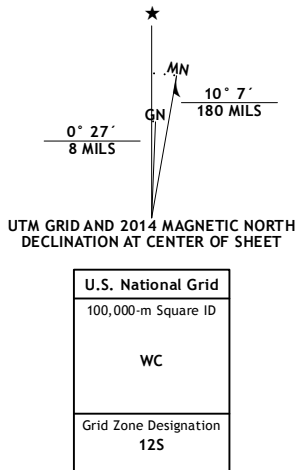 ★
MN
GN
10° 7´
180 MILS
0° 27´
8 MILS
UTM GRID AND 2014 MAGNETIC NORTH
DECLINATION AT CENTER OF SHEET
U.S. National Grid
100,000-m Square ID
WC
Grid Zone Designation
12S